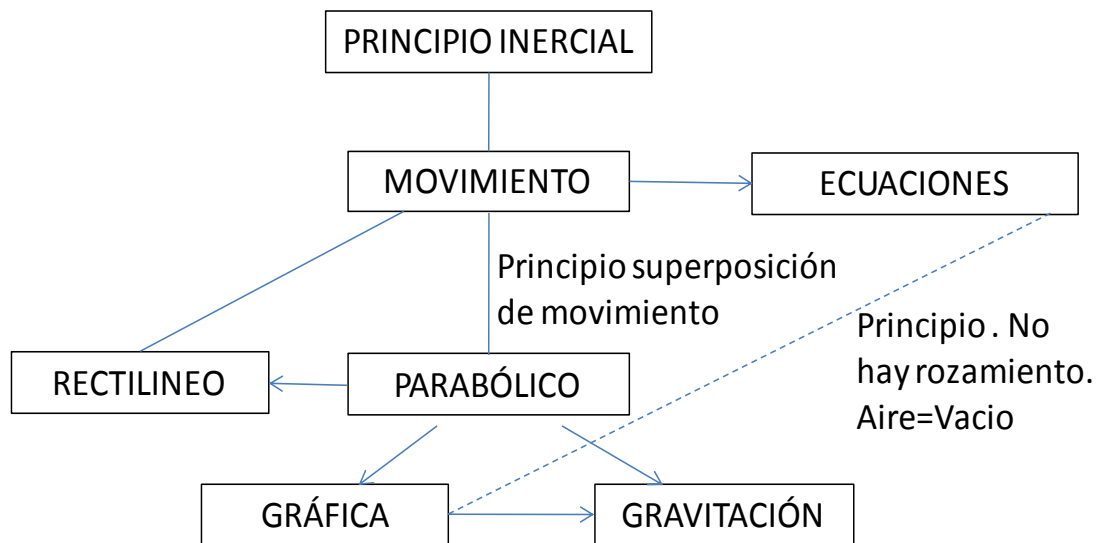 PRINCIPIO INERCIAL
MOVIMIENTO
ECUACIONES
Principio superposición
de movimiento
Principio . No
hay rozamiento.
Aire=Vacio
RECTILINEO
PARABÓLICO
GRÁFICA
GRAVITACIÓN